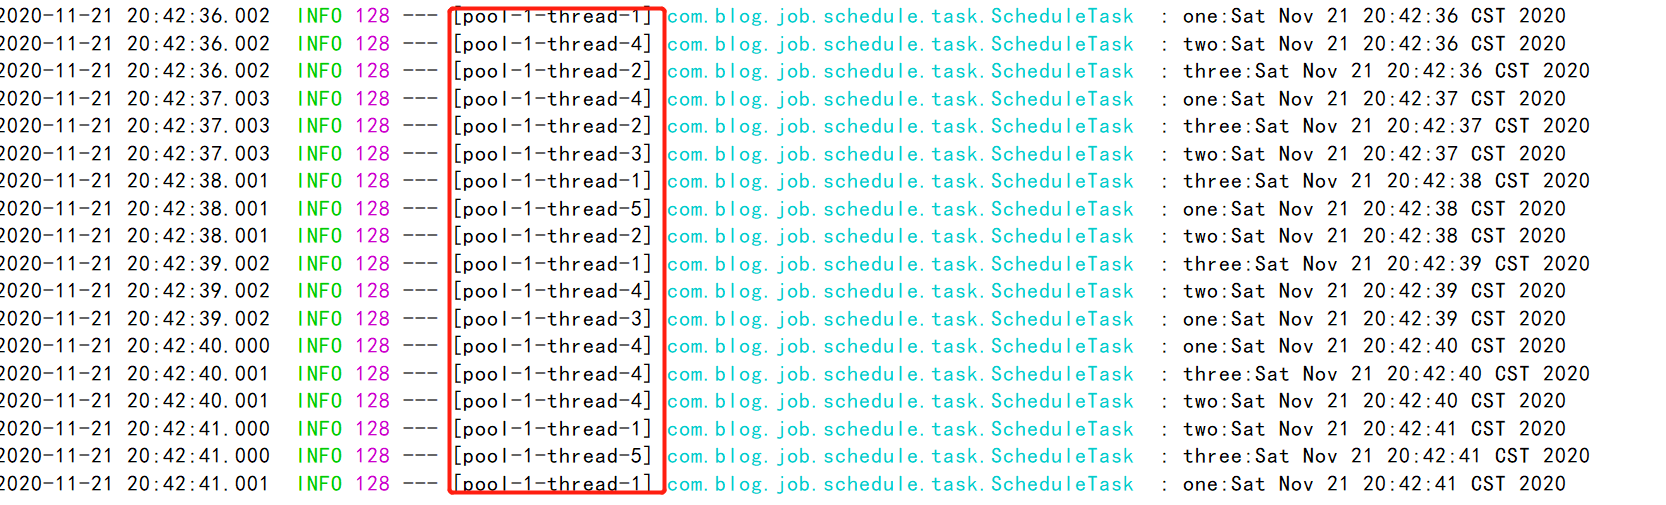 2020-11-21 20:42:36.002 INFO 128 --- [pool-1-thread-1] com.blog.job.schedule.task.ScheduleTask : one:Sat Nov 21 20:42:36 CST 2020
2020-11-21 20:42:36.002 INFO 128 --- [pool-1-thread-4] com.blog.job.schedule.task.ScheduleTask : two:Sat Nov 21 20:42:36 CST 2020
2020-11-21 20:42:36.002 INFO 128 --- [pool-1-thread-2] com.blog.job.schedule.task.ScheduleTask : three:Sat Nov 21 20:42:36 CST 2020
2020-11-21 20:42:37.003 INFO 128 --- [pool-1-thread-4] com.blog.job.schedule.task.ScheduleTask : one:Sat Nov 21 20:42:37 CST 2020
2020-11-21 20:42:37.003 INFO 128 --- [pool-1-thread-2] com.blog.job.schedule.task.ScheduleTask : three:Sat Nov 21 20:42:37 CST 2020
2020-11-21 20:42:37.003 INFO 128 --- [pool-1-thread-3] com.blog.job.schedule.task.ScheduleTask : two:Sat Nov 21 20:42:37 CST 2020
2020-11-21 20:42:38.001 INFO 128 --- [pool-1-thread-1] com.blog.job.schedule.task.ScheduleTask : three:Sat Nov 21 20:42:38 CST 2020
2020-11-21 20:42:38.001 INFO 128 --- [pool-1-thread-5] com.blog.job.schedule.task.ScheduleTask : one:Sat Nov 21 20:42:38 CST 2020
2020-11-21 20:42:38.001 INFO 128 --- [pool-1-thread-2] com.blog.job.schedule.task.ScheduleTask : two:Sat Nov 21 20:42:38 CST 2020
2020-11-21 20:42:39.002 INFO 128 --- [pool-1-thread-1] com.blog.job.schedule.task.ScheduleTask : three:Sat Nov 21 20:42:39 CST 2020
2020-11-21 20:42:39.002 INFO 128 --- [pool-1-thread-4] com.blog.job.schedule.task.ScheduleTask : two:Sat Nov 21 20:42:39 CST 2020
2020-11-21 20:42:39.002 INFO 128 --- [pool-1-thread-3] com.blog.job.schedule.task.ScheduleTask : one:Sat Nov 21 20:42:39 CST 2020
2020-11-21 20:42:40.000 INFO 128 --- [pool-1-thread-4] com.blog.job.schedule.task.ScheduleTask : one:Sat Nov 21 20:42:40 CST 2020
2020-11-21 20:42:40.001 INFO 128 --- [pool-1-thread-4] com.blog.job.schedule.task.ScheduleTask : three:Sat Nov 21 20:42:40 CST 2020
2020-11-21 20:42:40.001 INFO 128 --- [pool-1-thread-4] com.blog.job.schedule.task.ScheduleTask : two:Sat Nov 21 20:42:40 CST 2020
2020-11-21 20:42:41.000 INFO 128 --- [pool-1-thread-1] com.blog.job.schedule.task.ScheduleTask : two:Sat Nov 21 20:42:41 CST 2020
2020-11-21 20:42:41.000 INFO 128 --- [pool-1-thread-5] com.blog.job.schedule.task.ScheduleTask : three:Sat Nov 21 20:42:41 CST 2020
2020-11-21 20:42:41.001 INFO 128 --- [pool-1-thread-1] com.blog.job.schedule.task.ScheduleTask : one:Sat Nov 21 20:42:41 CST 2020